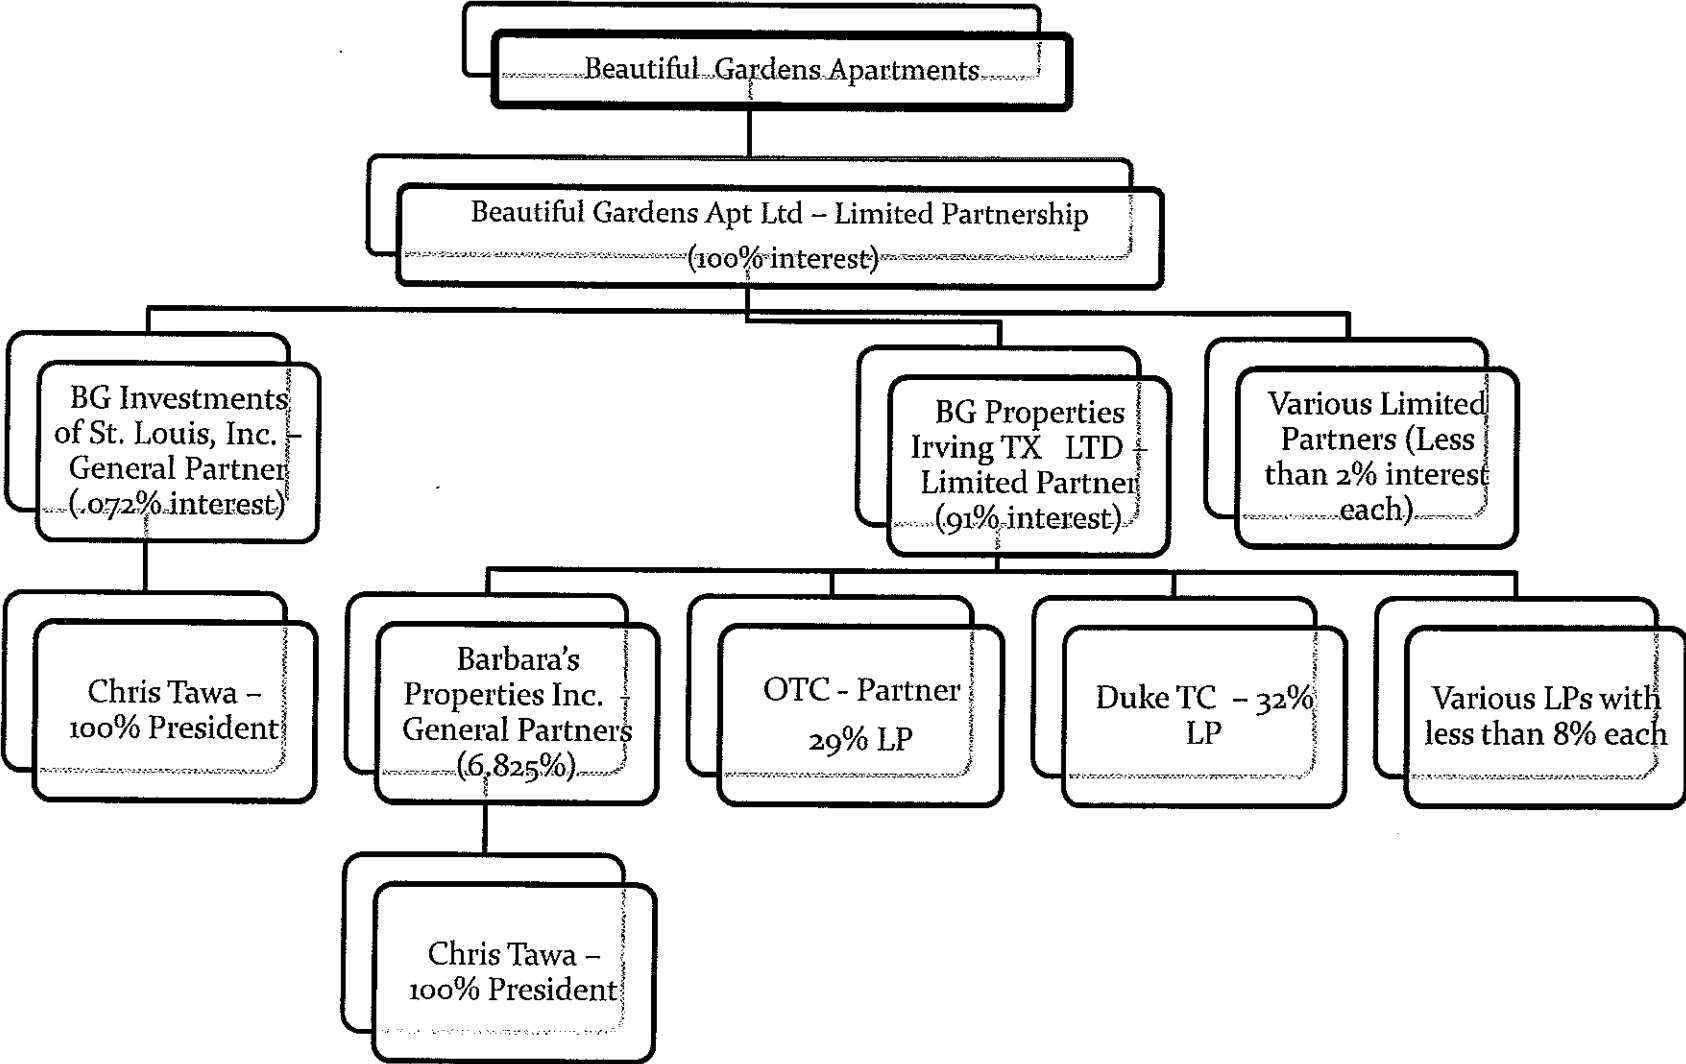 Beautiful Gardens Apartments
Beautiful Gardens Apt Ltd – Limited Partnership
(100% interest)
BG Investments
of St. Louis, Inc. –
General Partner
(.072% interest)
BG Properties
Irving TX LTD –
Limited Partner
(91% interest)
Various Limited
Partners (Less
than 2% interest
each)
Chris Tawa –
100% President
Barbara's
Properties Inc. -
General Partners
(6.825%)
OTC - Partner
29% LP
Duke TC – 32%
LP
Various LPs with
less than 8% each
Chris Tawa –
100% President